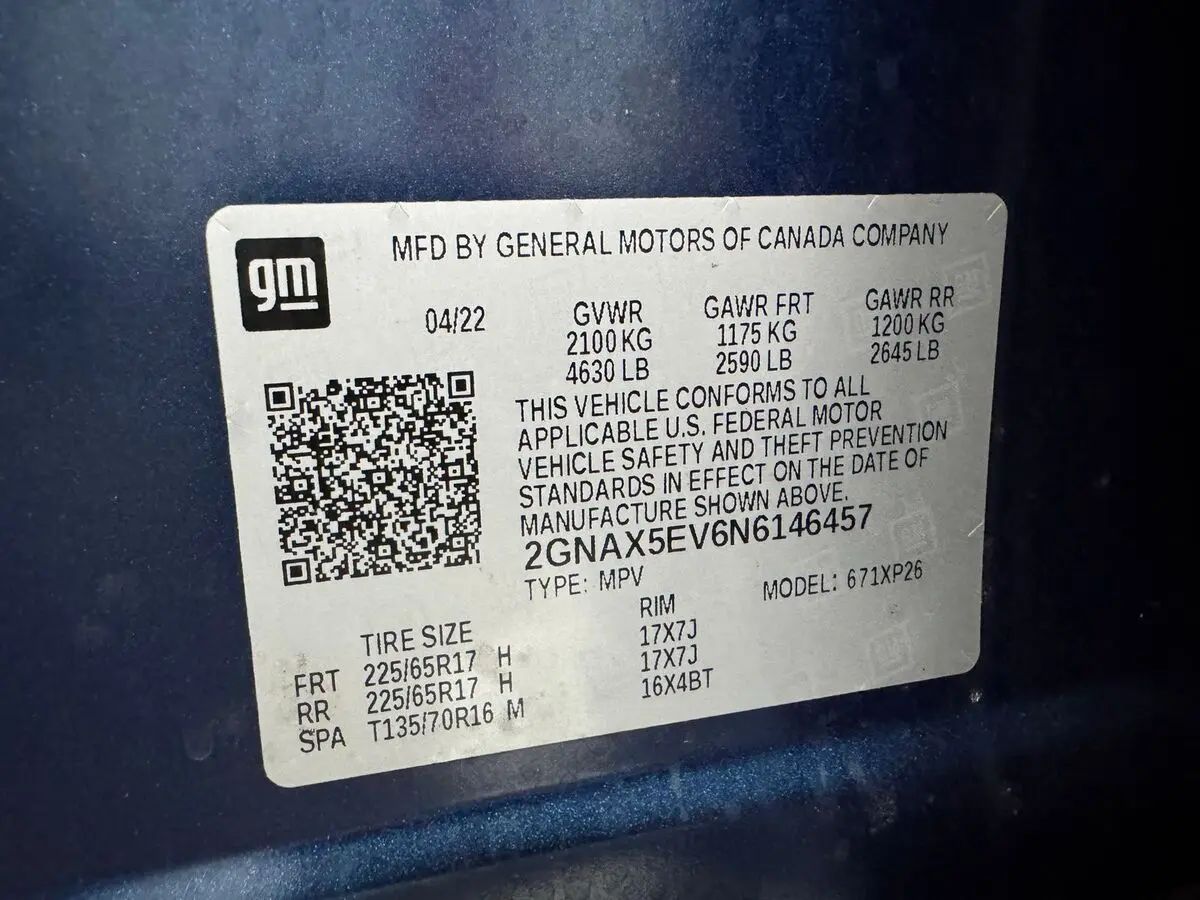 gm
MFD BY GENERAL MOTORS OF CANADA COMPANY
04/22
GVWR GAWR FRT GAWR RR
2100 KG 1175 KG 1200 KG
4630 LB 2590 LB 2645 LB
THIS VEHICLE CONFORMS TO ALL
APPLICABLE U.S. FEDERAL MOTOR
VEHICLE SAFETY AND THEFT PREVENTION
STANDARDS IN EFFECT ON THE DATE OF
MANUFACTURE SHOWN ABOVE.
2GNAX5EV6N6146457
TYPE: MPV MODEL: 671XP26
TIRE SIZE RIM
FRT 225/65R17 H 17X7J
RR 225/65R17 H 17X7J
SPA T135/70R16 M 16X4BT